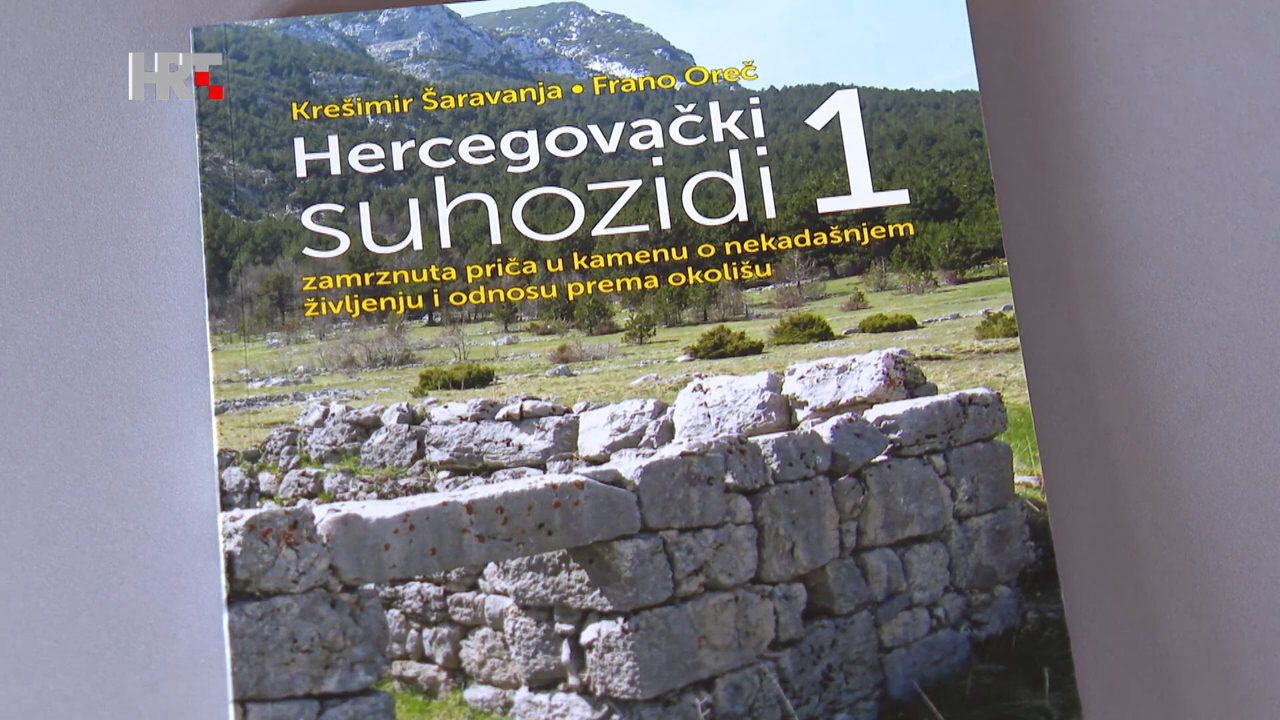 HRT
Krešimir Šaravanja • Frano Oreč
Hercegovački
suhozidi 1
zamrznuta priča u kamenu o nekadašnjem
življenju i odnosu prema okolišu